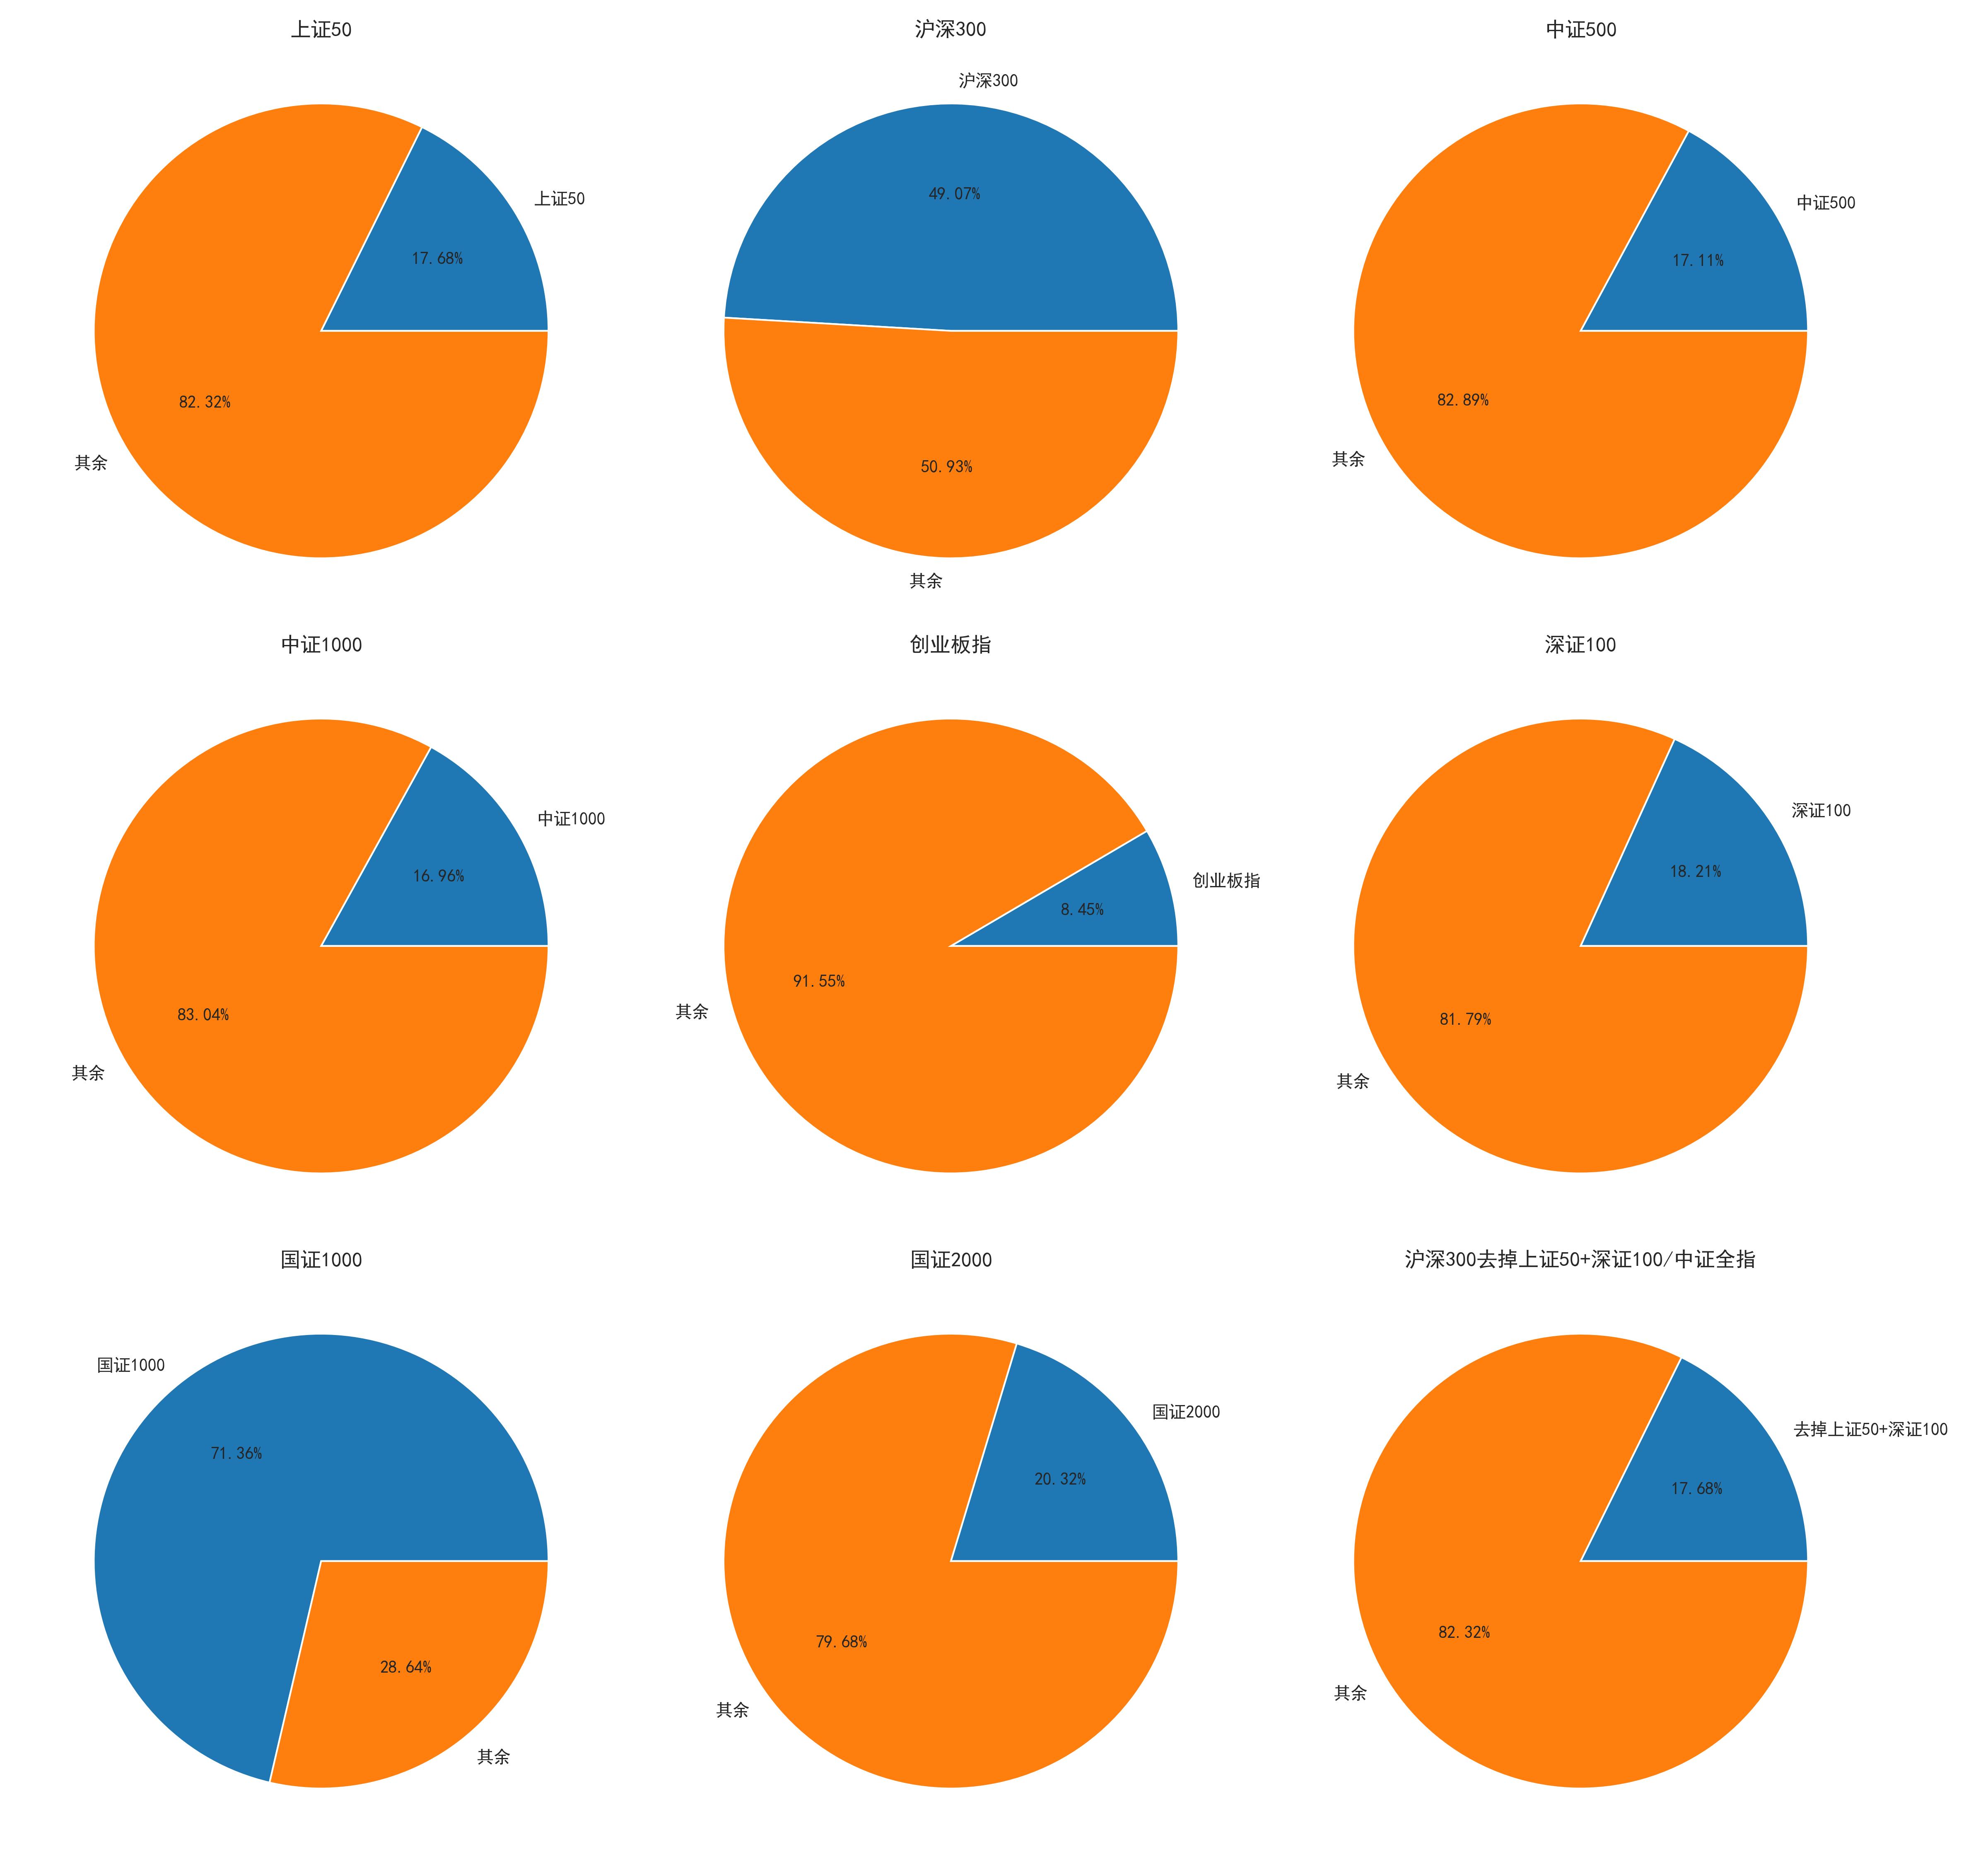 上证50
沪深300
中证500
上证50
17.68%
82.32%
其余
沪深300
49.07%
50.93%
其余
中证500
17.11%
82.89%
其余
中证1000
创业板指
深证100
中证1000
16.96%
83.04%
其余
创业板指
8.45%
91.55%
其余
深证100
18.21%
81.79%
其余
国证1000
国证2000
沪深300去掉上证50+深证100/中证全指
国证1000
71.36%
28.64%
其余
国证2000
20.32%
79.68%
其余
去掉上证50+深证100
17.68%
82.32%
其余